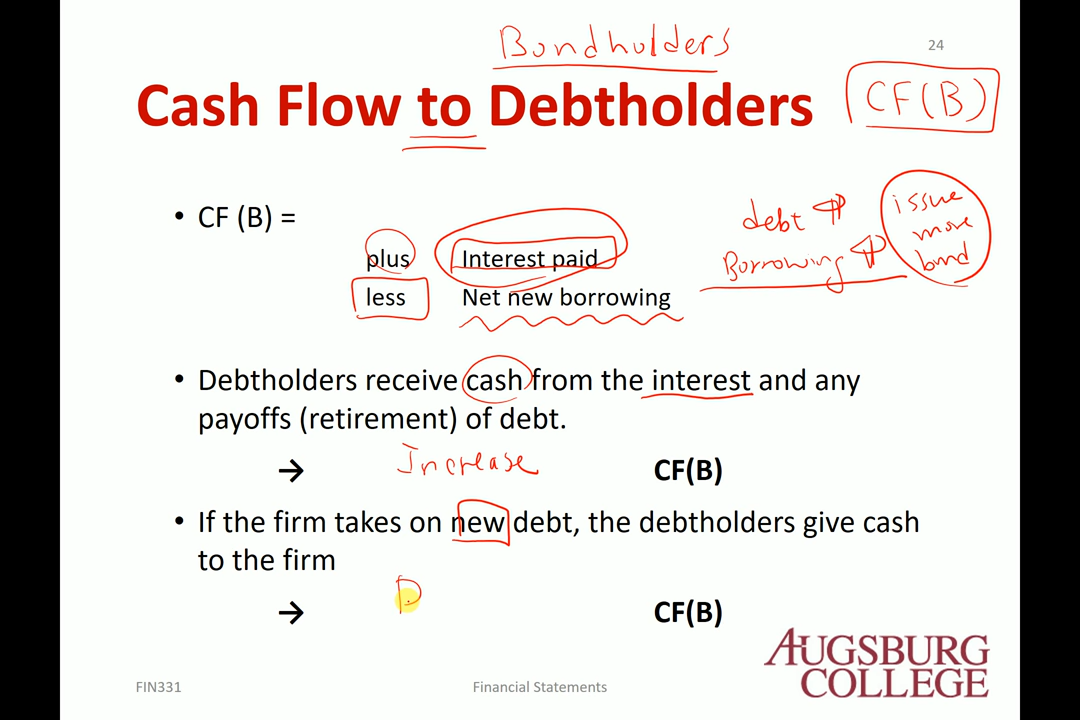 Bondholders
24
Cash Flow to Debtholders
CF(B)
• CF (B) =
plus Interest paid
less Net new borrowing
debt ↑
Borrowing ↑
issue
more
bond
• Debtholders receive cash from the interest and any
payoffs (retirement) of debt.
→ Increase CF(B)
• If the firm takes on new debt, the debtholders give cash
to the firm
→ D CF(B)
AUGSBURG
COLLEGE
FIN331
Financial Statements